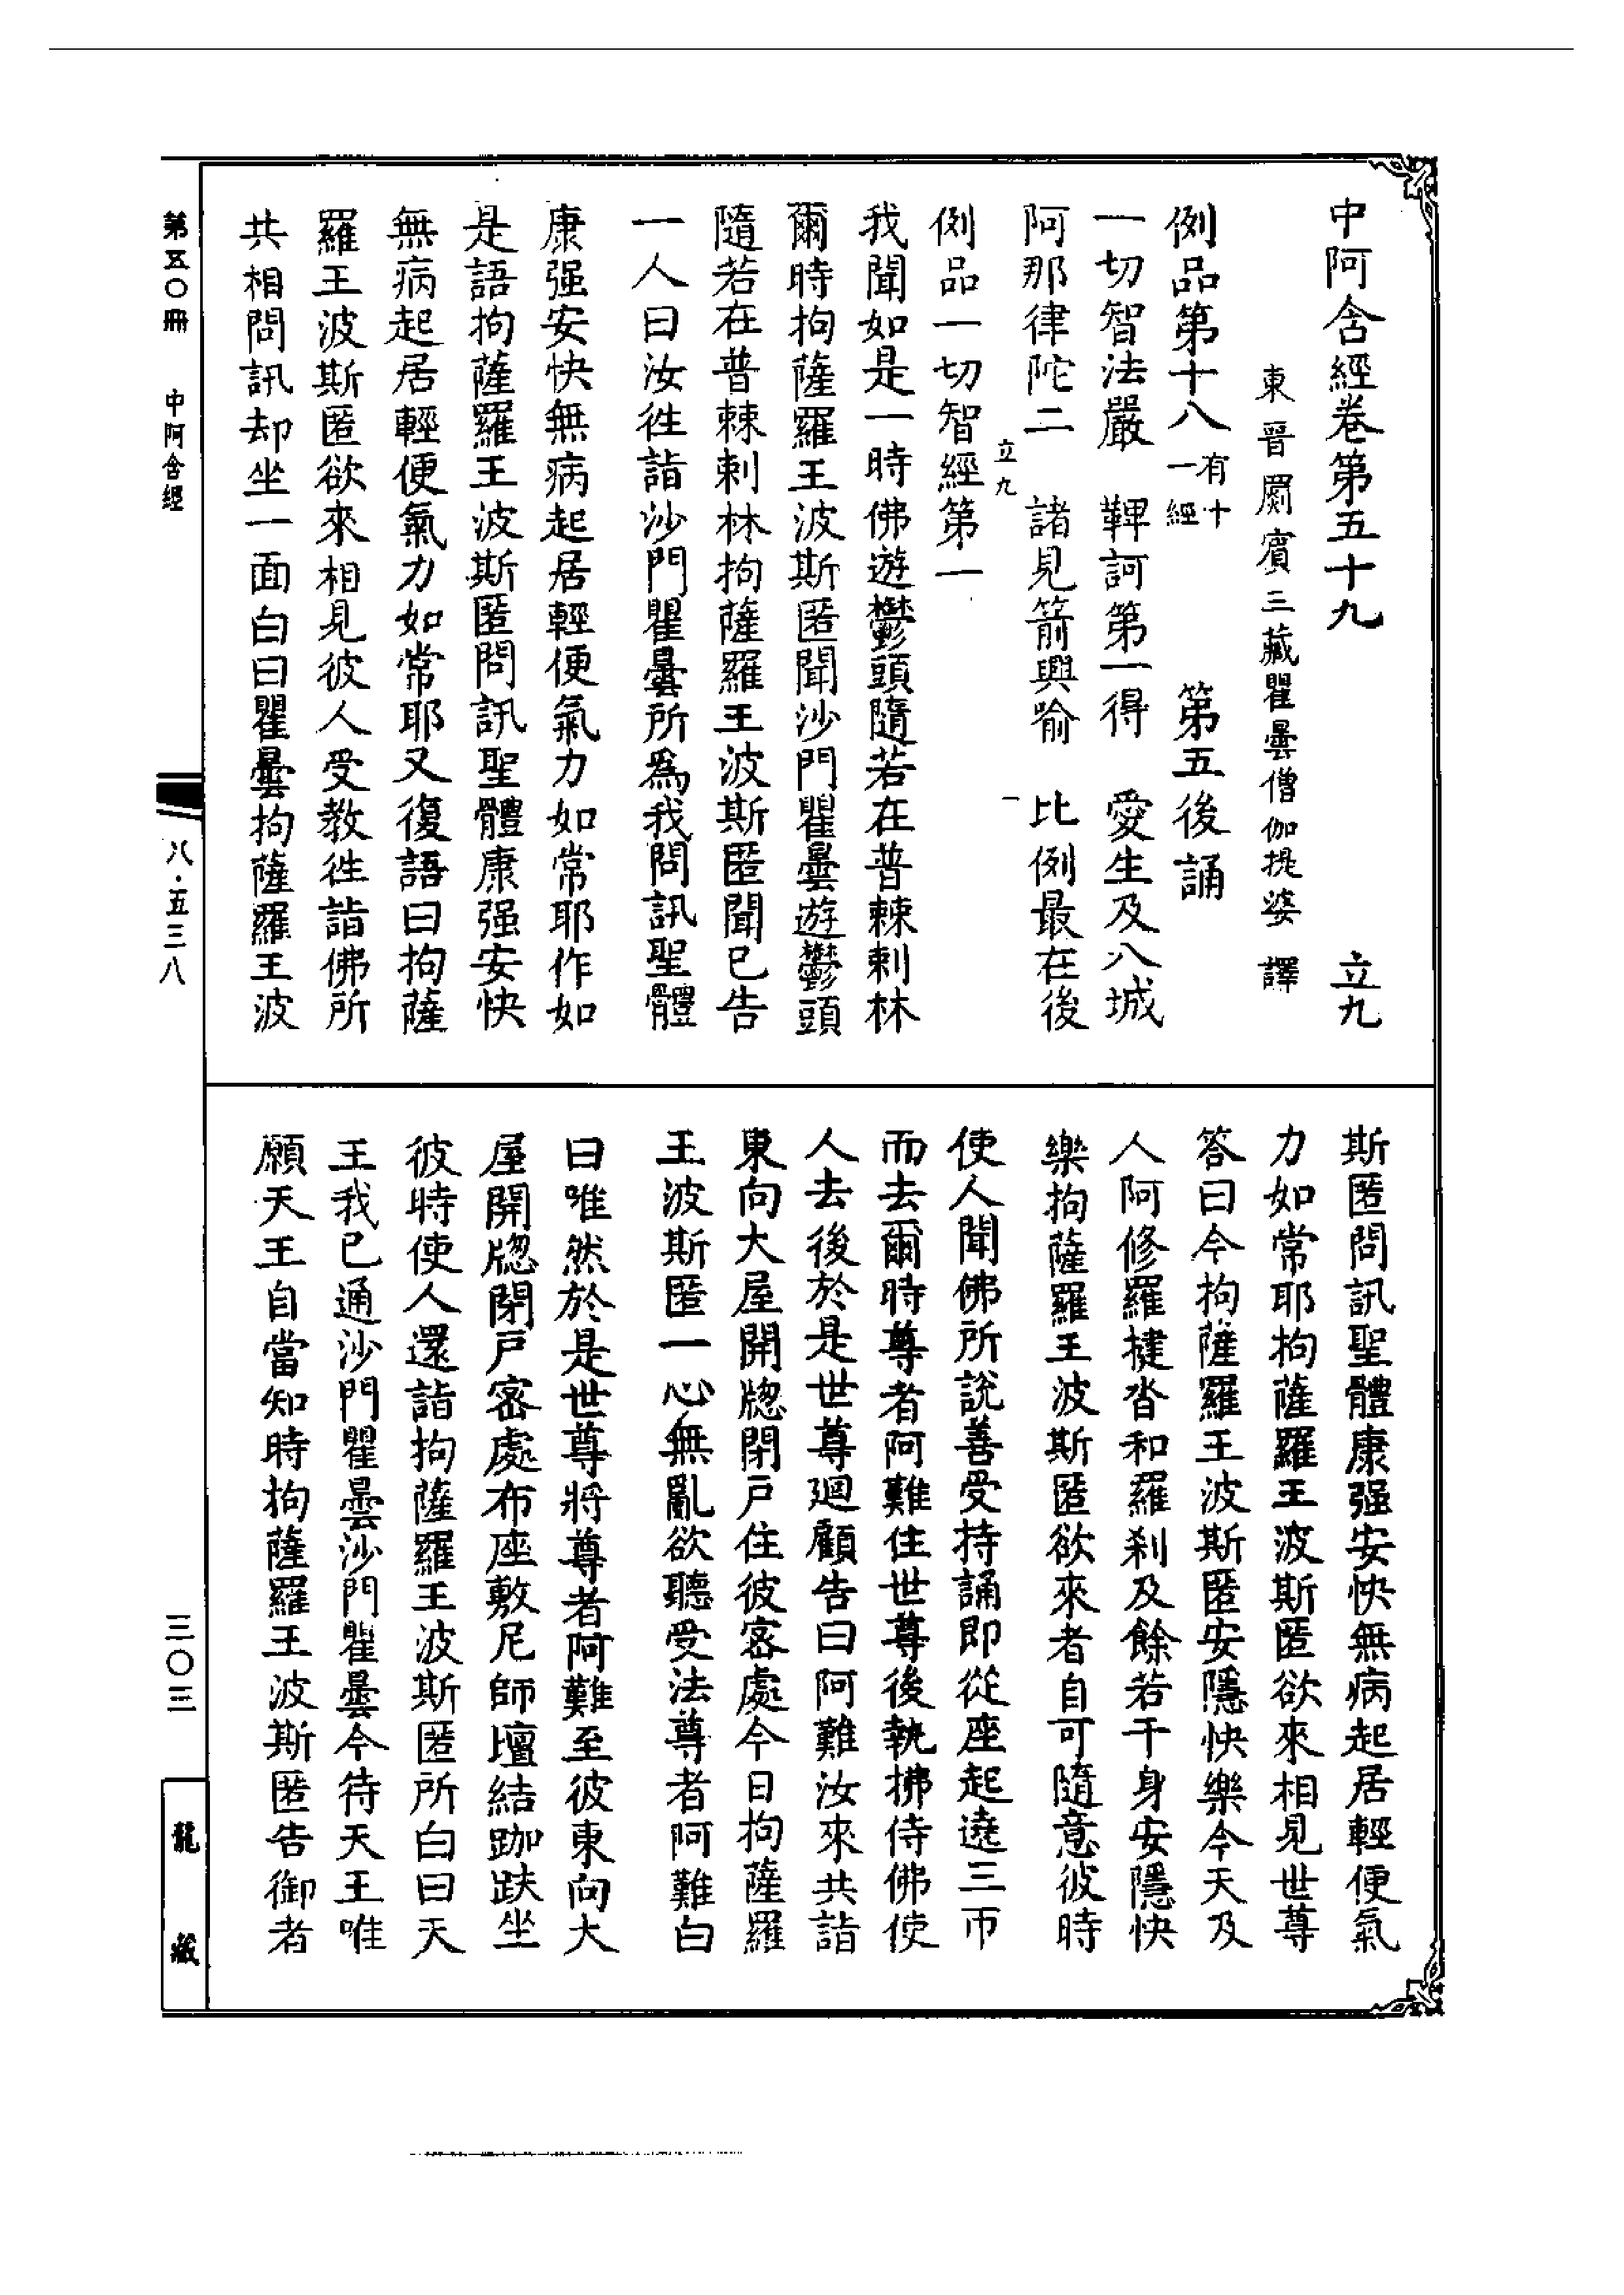 中阿含經卷第五十九　立九
東晉罽賓三藏瞿曇僧伽提婆　譯
例品第十八有十一經　第五後誦
一切智法嚴　鞞訶第一得　愛生及八城
阿那律陀二　諸見箭與喻　比例最在後
立九　一
例品一切智經第一
我聞如是一時佛遊鬱頭隨若在普棘剌林
爾時拘薩羅王波斯匿聞沙門瞿曇遊鬱頭
隨若在普棘剌林拘薩羅王波斯匿聞已告
一人曰汝徃詣沙門瞿曇所為我問訊聖體
康强安快無病起居輕便氣力如常耶作如
是語拘薩羅王波斯匿問訊聖體康强安快
無病起居輕便氣力如常耶又復語曰拘薩
羅王波斯匿欲來相見彼人受教徃詣佛所
共相問訊却坐一面白曰瞿曇拘薩羅王波
斯匿問訊聖體康强安快無病起居輕便氣
力如常耶拘薩羅王波斯匿欲來相見世尊
答曰今拘薩羅王波斯匿安隱快樂今天及
人阿修羅揵沓和羅剎及餘若干身安隱快
樂拘薩羅王波斯匿欲來者自可隨意彼時
使人聞佛所說善受持誦即從座起遶三帀
而去爾時尊者阿難住世尊後執拂侍佛使
人去後於是世尊迴顧告曰阿難汝來共詣
東向大屋開牎閉戶住彼密處今日拘薩羅
王波斯匿一心無亂欲聽受法尊者阿難白
曰唯然於是世尊將尊者阿難至彼東向大
屋開牎閉戶密處布座敷尼師壇結跏趺坐
彼時使人還詣拘薩羅王波斯匿所白曰天
王我已通沙門瞿曇沙門瞿曇今待天王唯
願天王自當知時拘薩羅王波斯匿告御者
第五〇冊　中阿含經
八·五三八
三〇三
龍藏